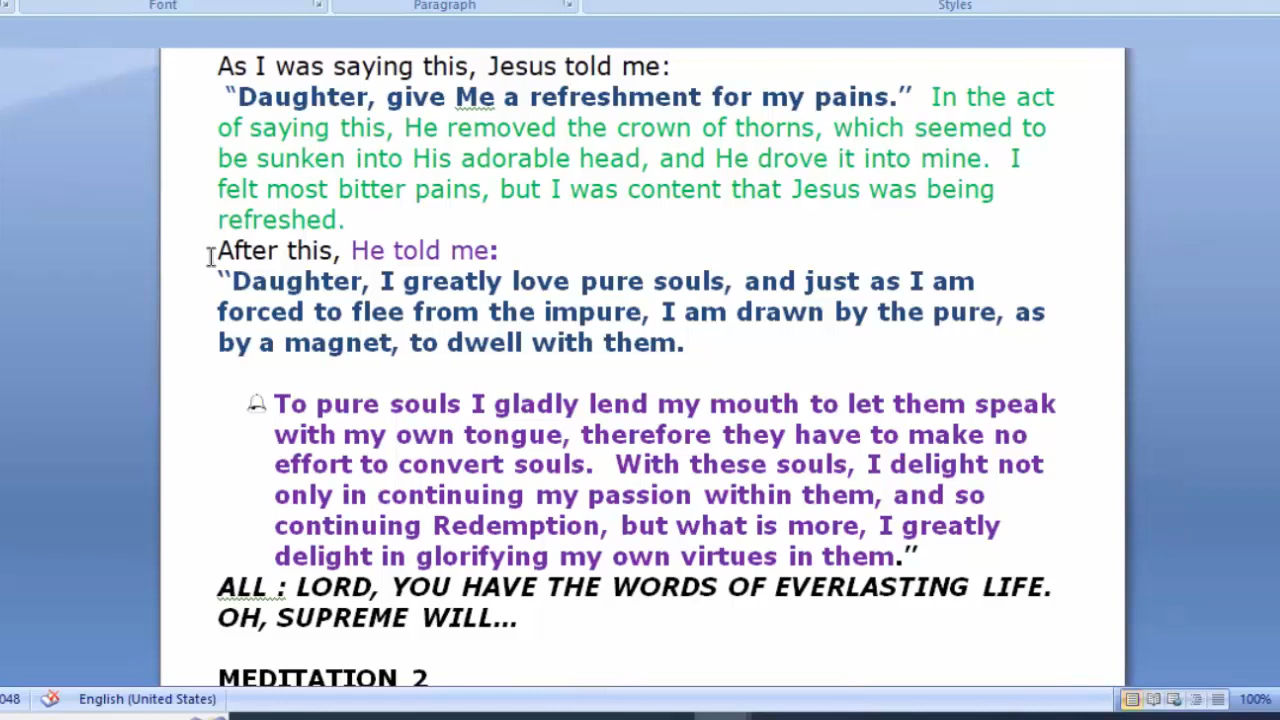 Font
Paragraph
Styles
As I was saying this, Jesus told me:
“Daughter, give Me a refreshment for my pains.”  In the act
of saying this, He removed the crown of thorns, which seemed to
be sunken into His adorable head, and He drove it into mine.  I
felt most bitter pains, but I was content that Jesus was being
refreshed.
After this, He told me:
“Daughter, I greatly love pure souls, and just as I am
forced to flee from the impure, I am drawn by the pure, as
by a magnet, to dwell with them.
To pure souls I gladly lend my mouth to let them speak
with my own tongue, therefore they have to make no
effort to convert souls.  With these souls, I delight not
only in continuing my passion within them, and so
continuing Redemption, but what is more, I greatly
delight in glorifying my own virtues in them.”
ALL : LORD, YOU HAVE THE WORDS OF EVERLASTING LIFE.
OH, SUPREME WILL...
MEDITATION 2
048
English (United States)
100%